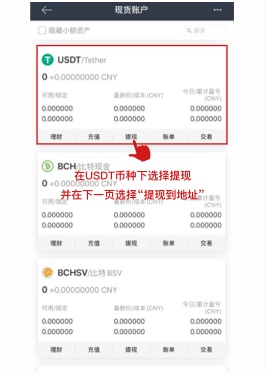 现货账户
隐藏小额资产 搜索
USDT/Tether
0 ≈0.00000000 CNY
可用/锁定 最新价/成本 (CNY) 今日/累计盈亏 (CNY)
0.000000 0.000000 0.000000
0.000000 0.000000 0.000000
理财 充值 提现 账单 交易
BCH/比特现金
0 ≈0.00000000 CNY
在USDT币种下选择提现
可用/锁定 最新价/成本 (CNY) 今日/累计盈亏 (CNY)
并在下一页选择“提现到地址”
0.000000 0.000000 0.000000
0.000000 0.000000 0.000000
理财 充值 提现 账单 交易
BCHSV/比特BSV
0 ≈0.00000000 CNY
可用/锁定 最新价/成本 (CNY) 今日/累计盈亏 (CNY)
0.000000 0.000000 0.000000
0.000000 0.000000 0.000000
理财 充值 提现 账单 交易